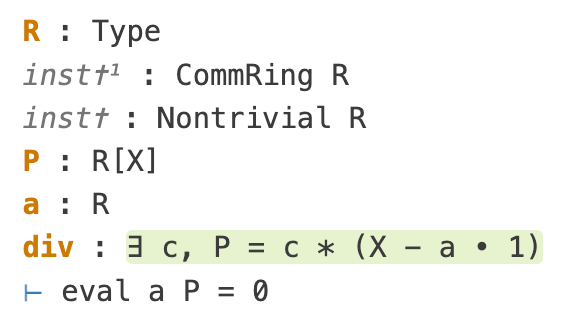 R : Type
inst✝¹ : CommRing R
inst✝ : Nontrivial R
P : R[X]
a : R
div : ∃ c, P = c * (X - a • 1)
⊢ eval a P = 0